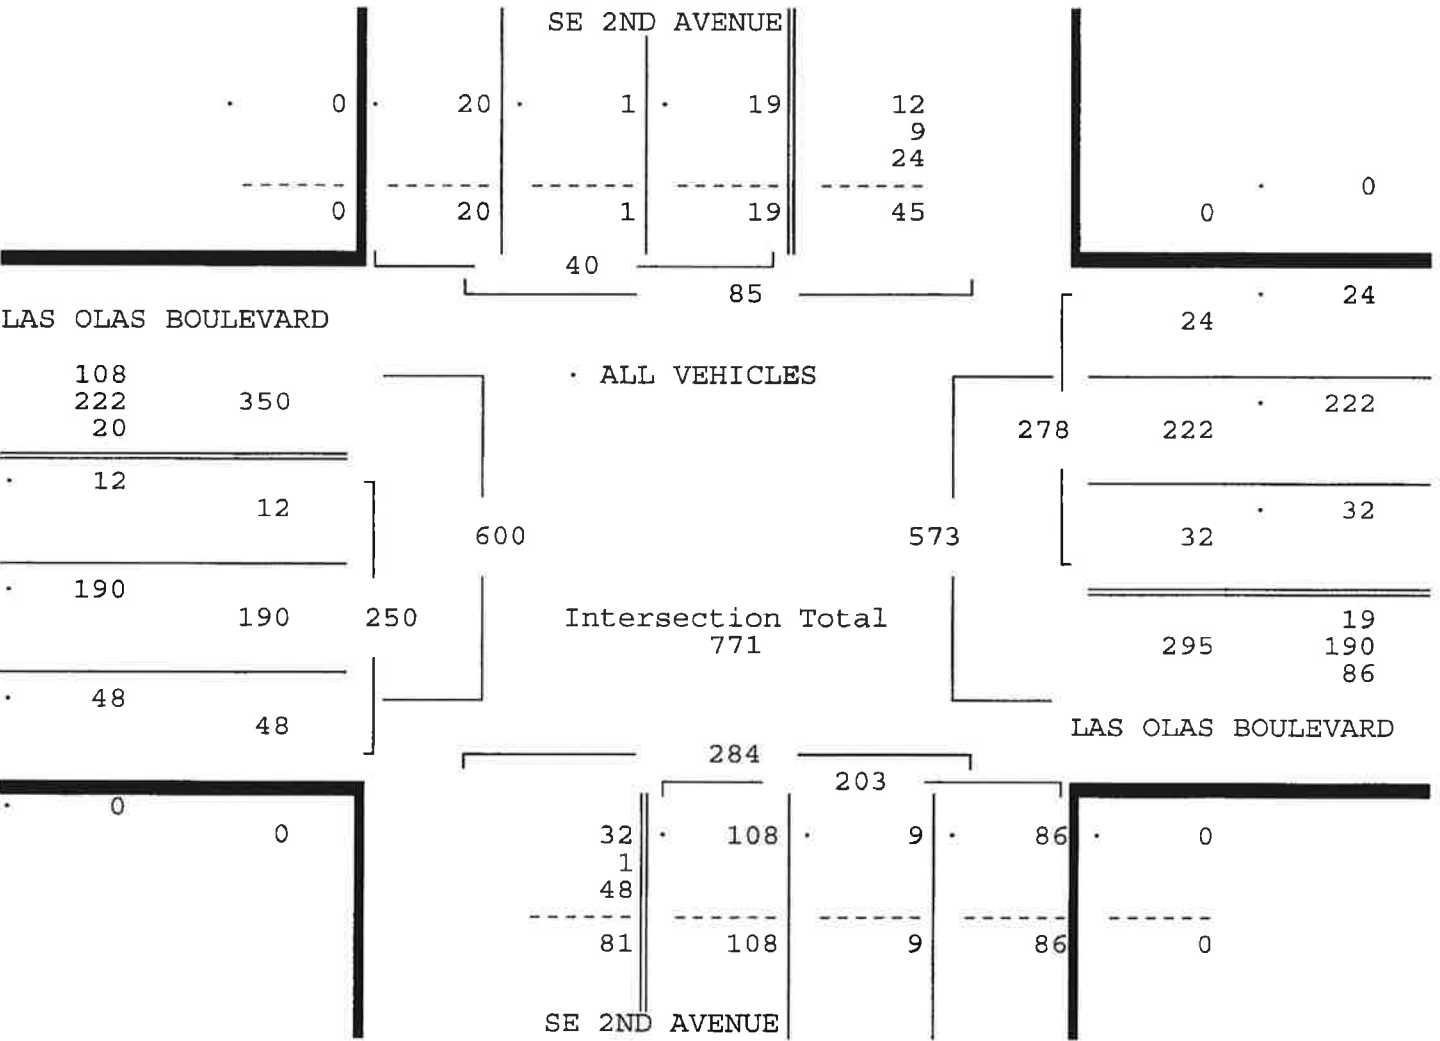 SE 2ND AVENUE
· 0 · 20 · 1 · 19 12
9
24
------ ------ ------ ------ ------
· 0
0 20 1 19 45 0
40
85
· 24
LAS OLAS BOULEVARD 24
108 · ALL VEHICLES
222 350 · 222
20 278 222
· 12
12 · 32
600 573 32
· 190
190 250 Intersection Total 19
771 295 190
86
· 48
48 LAS OLAS BOULEVARD
284
203
· 0
0 32 · 108 · 9 · 86 · 0
1
48
------ ------ ------ ------ ------
81 108 9 86 0
SE 2ND AVENUE